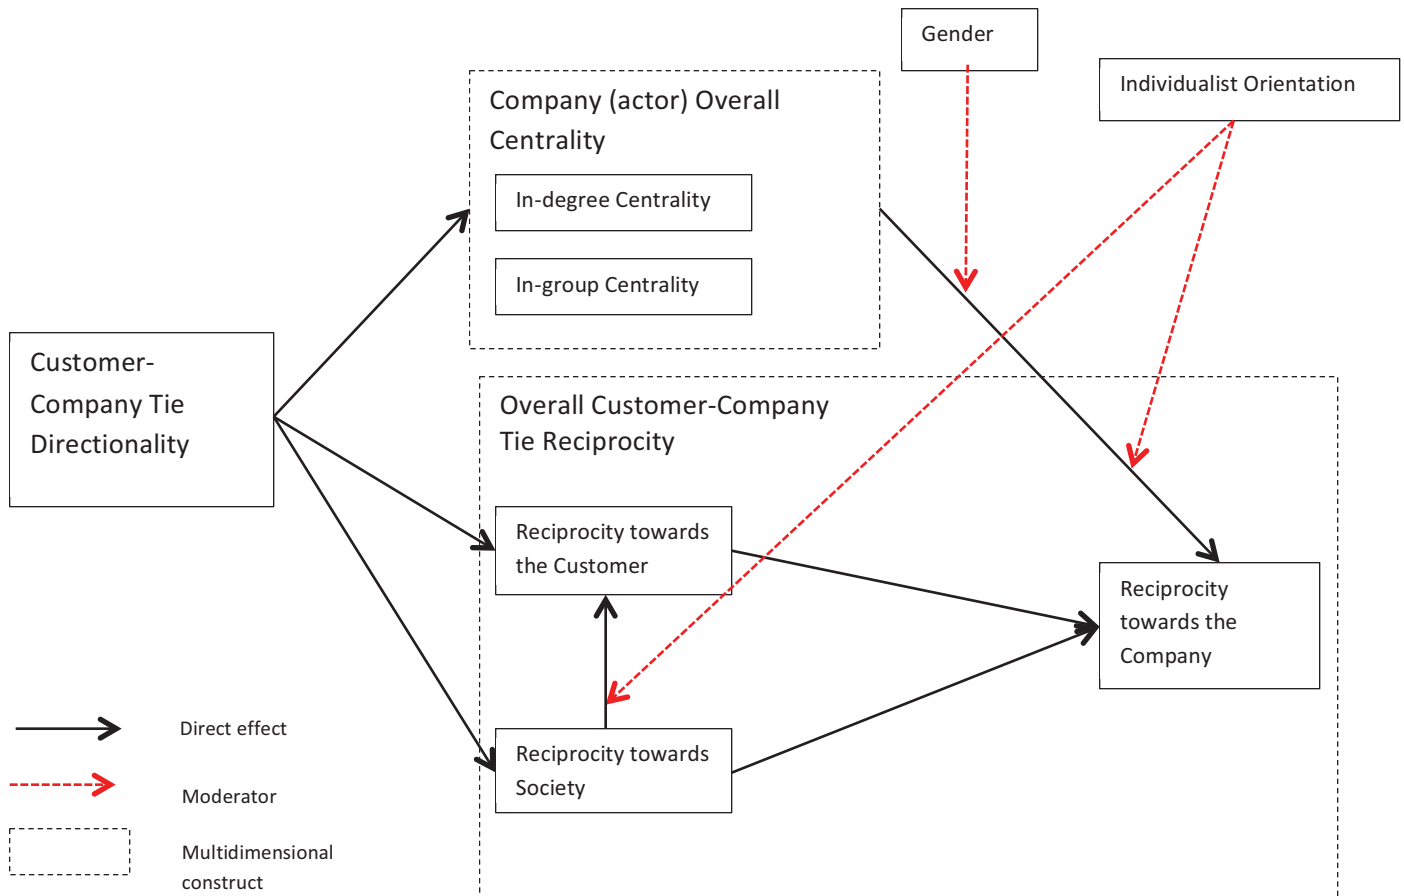 Gender
Individualist Orientation
Company (actor) Overall
Centrality
In-degree Centrality
In-group Centrality
Customer-
Company Tie
Directionality
Overall Customer-Company
Tie Reciprocity
Reciprocity towards
the Customer
Reciprocity
towards the
Company
Reciprocity towards
Society
Direct effect
Moderator
Multidimensional
construct